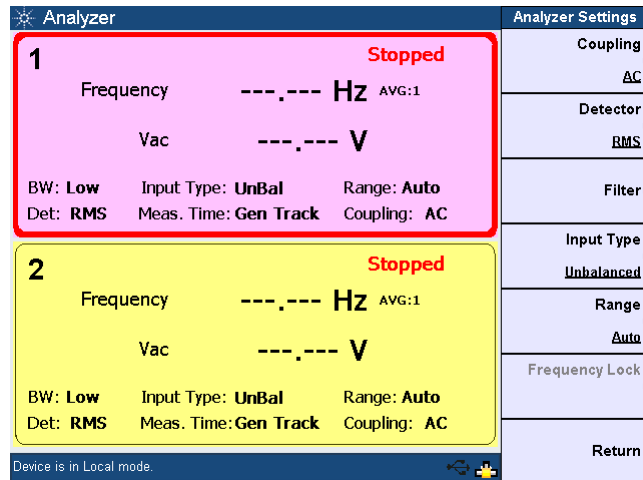 Analyzer
1
Stopped
Frequency ---.--- Hz AVG:1
Vac ---.--- V
BW: Low Input Type: UnBal Range: Auto
Det: RMS Meas. Time: Gen Track Coupling: AC
2
Stopped
Frequency ---.--- Hz AVG:1
Vac ---.--- V
BW: Low Input Type: UnBal Range: Auto
Det: RMS Meas. Time: Gen Track Coupling: AC
Device is in Local mode.
Analyzer Settings
Coupling
AC
Detector
RMS
Filter
Input Type
Unbalanced
Range
Auto
Frequency Lock
Return